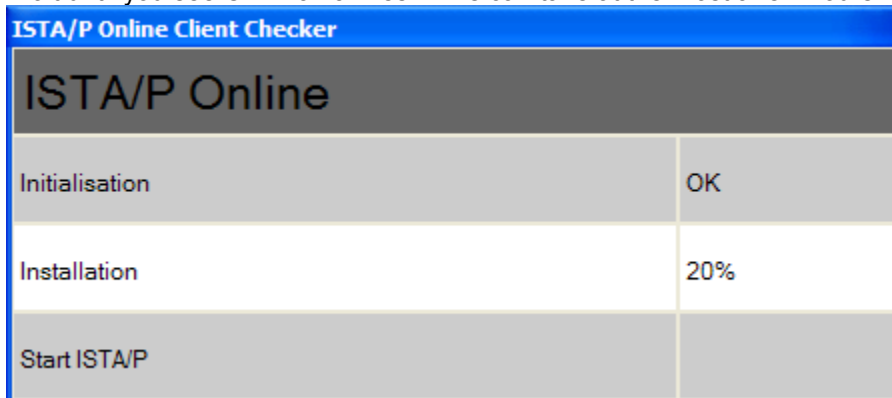 ISTA/P Online Client Checker
ISTA/P Online
Initialisation OK
Installation 20%
Start ISTA/P